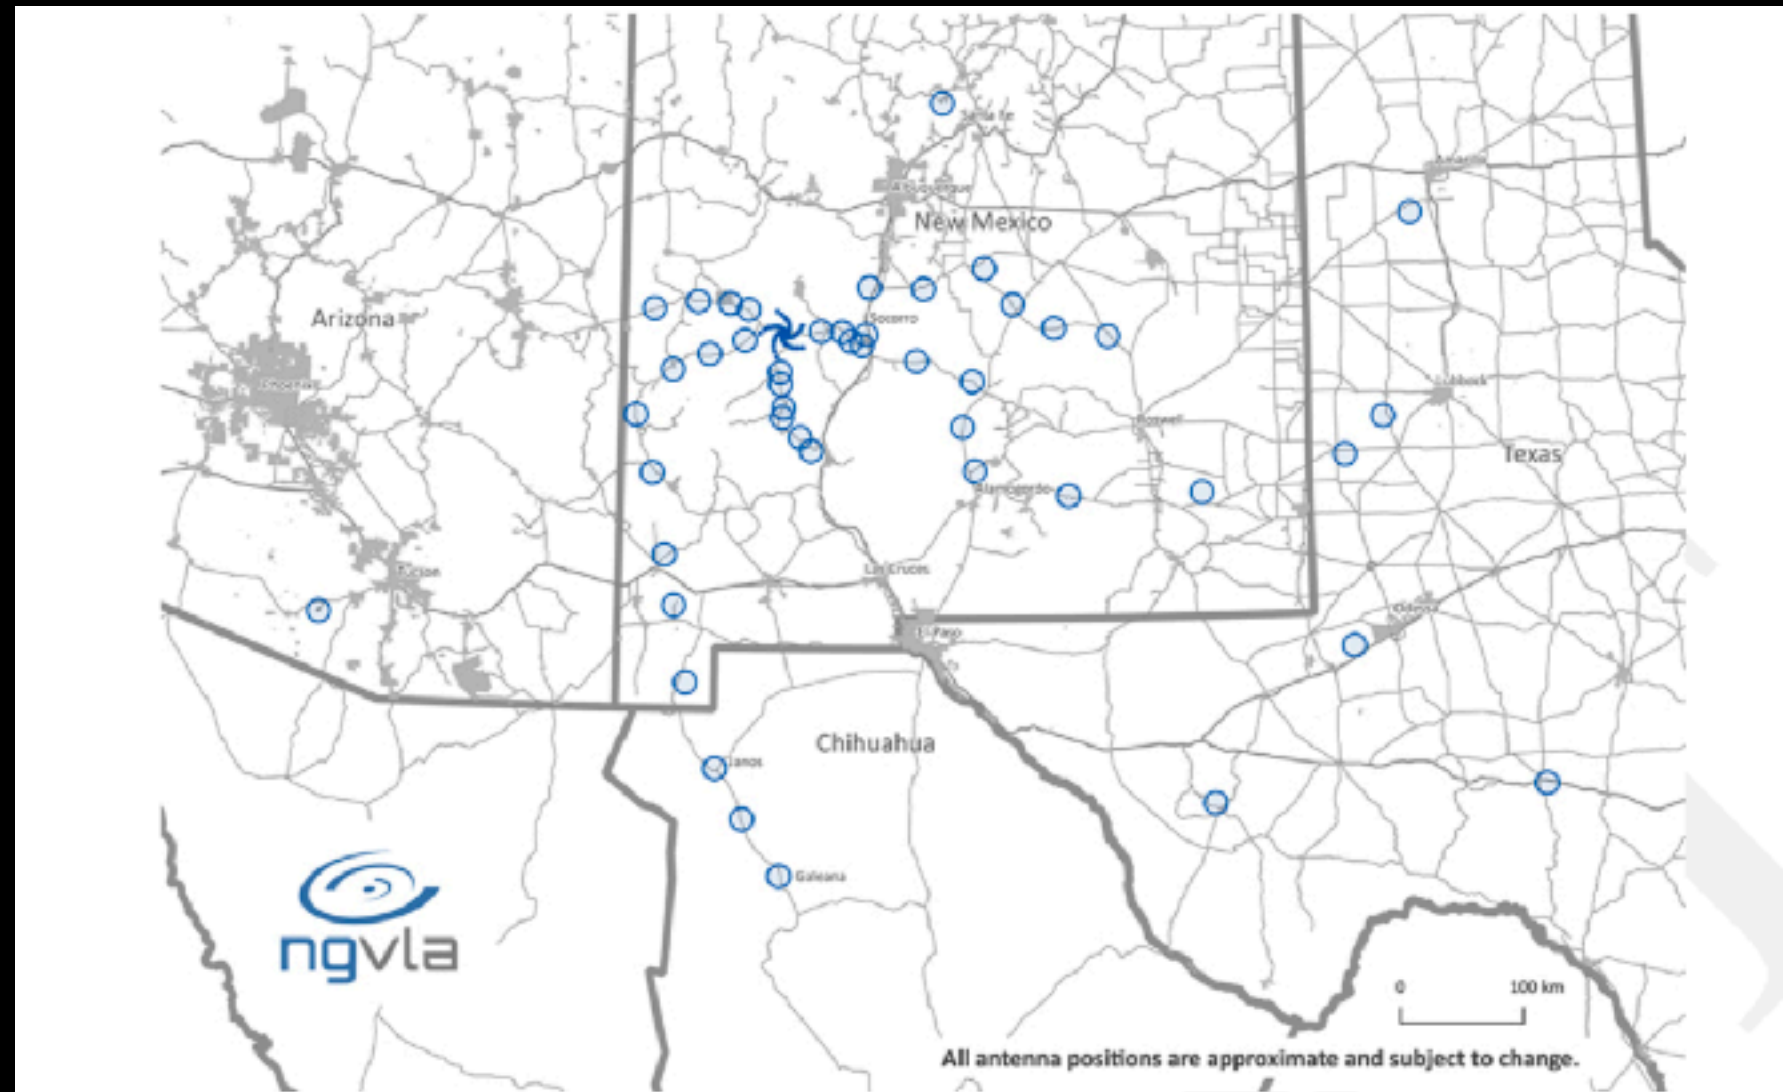 Santa Fe
Amarillo
Albuquerque
New Mexico
Arizona
Socorro
Phoenix
Lubbock
Roswell
Texas
Alamogordo
Tucson
Las Cruces
Odessa
El Paso
Chihuahua
Janos
Galeana
ngvla
0 100 km
All antenna positions are approximate and subject to change.